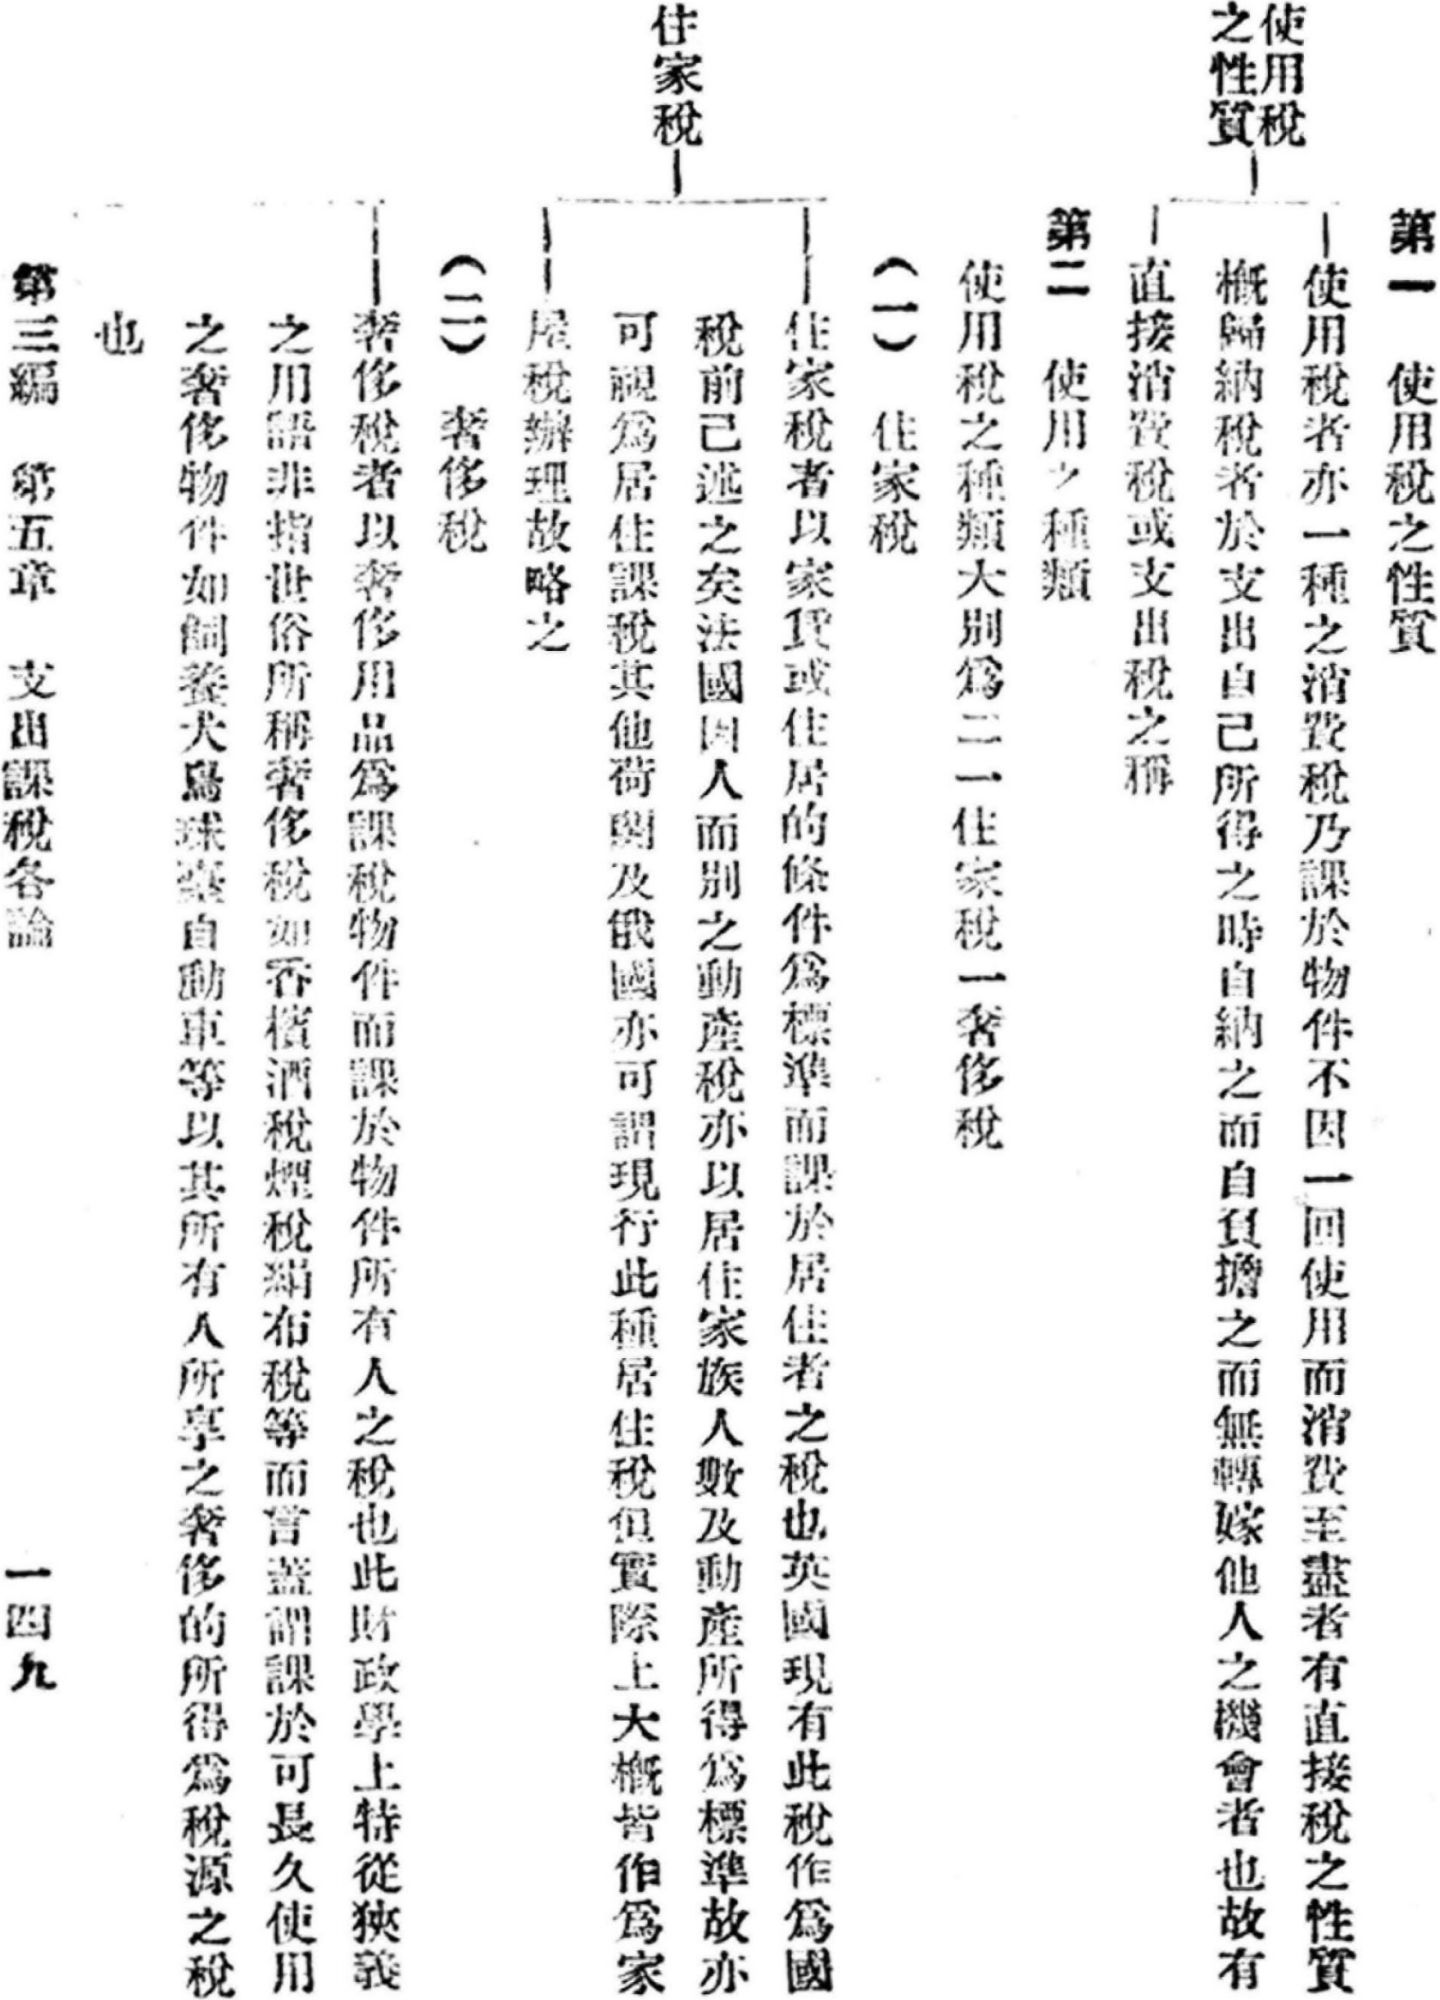 使用稅
之性質
第一　使用稅之性質
使用稅者亦一種之消費稅乃課於物件不因一回使用而消費至盡者有直接稅之性質
概歸納稅者於支出自己所得之時自納之而自負擔之而無轉嫁他人之機會者也故有
直接消費稅或支出稅之稱
第二　使用之種類
使用稅之種類大別爲二一住家稅一奢侈稅
住家稅
（一）　住家稅
住家稅者以家賃或住居的條件爲標準而課於居住者之稅也英國現有此稅作爲國
稅前已述之矣法國因人而別之動產稅亦以居住家族人數及動產所得爲標準故亦
可視爲居住課稅其他荷蘭及俄國亦可謂現行此種居住稅但實際上大概皆作爲家
屋稅辦理故略之
（二）　奢侈稅
奢侈稅者以奢侈用品爲課稅物件而課於物件所有人之稅也此財政學上特從狹義
之用語非指世俗所稱奢侈稅如香檳酒稅煙稅絹布稅等而言蓋謂課於可長久使用
之奢侈物件如飼養犬鳥球臺自動車等以其所有人所享之奢侈的所得爲稅源之稅
也
第三編　第五章　支出課稅各論　一四九